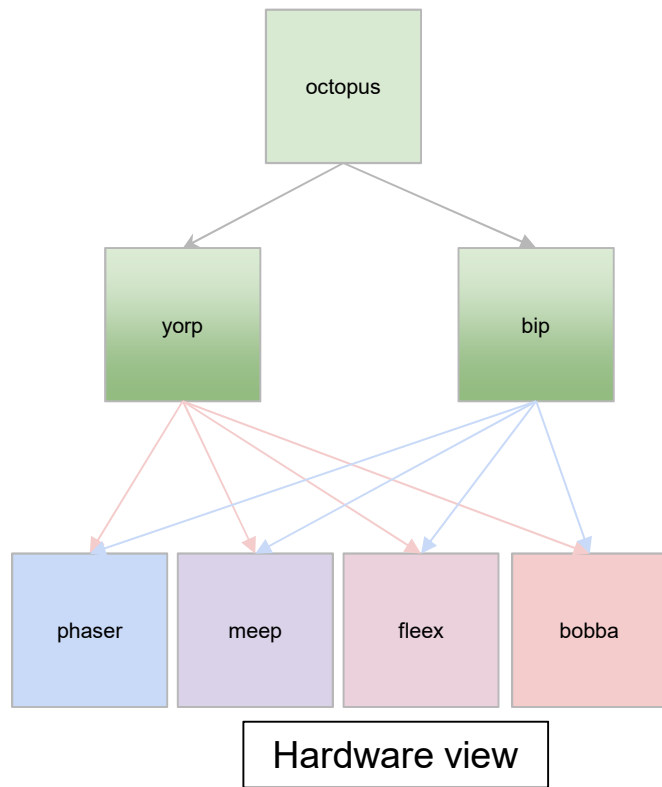 octopus
yorp
bip
phaser
meep
fleex
bobba
Hardware view